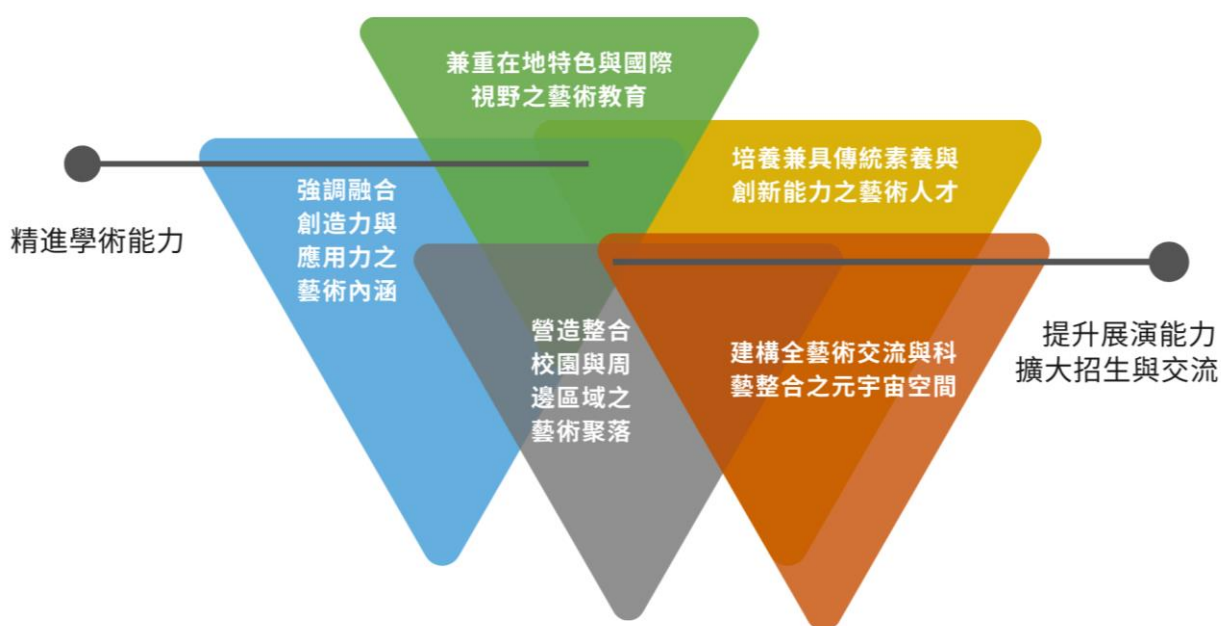 兼重在地特色與國際
視野之藝術教育
培養兼具傳統素養與
創新能力之藝術人才
強調融合
創造力與
應用力之
藝術內涵
精進學術能力
營造整合
校園與周
邊區域之
藝術聚落
建構全藝術交流與科
藝整合之元宇宙空間
提升展演能力
擴大招生與交流